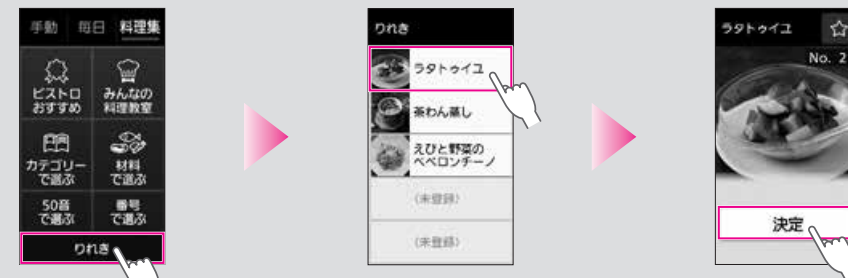 手動 毎日 料理集
ビストロ
おすすめ
みんなの
料理教室
カテゴリー
で選ぶ
材料
で選ぶ
50音
で選ぶ
番号
で選ぶ
りれき
りれき
ラタトゥイユ
茶わん蒸し
えびと野菜の
ペペロンチーノ
(未登録)
(未登録)
ラタトゥイユ
No. 2
決定